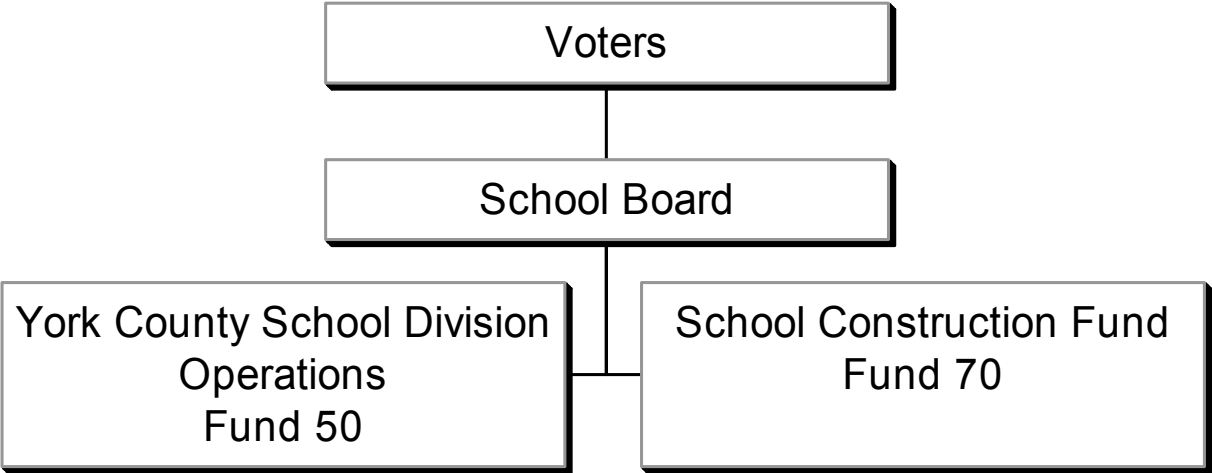 Voters
School Board
York County School Division
Operations
Fund 50
School Construction Fund
Fund 70